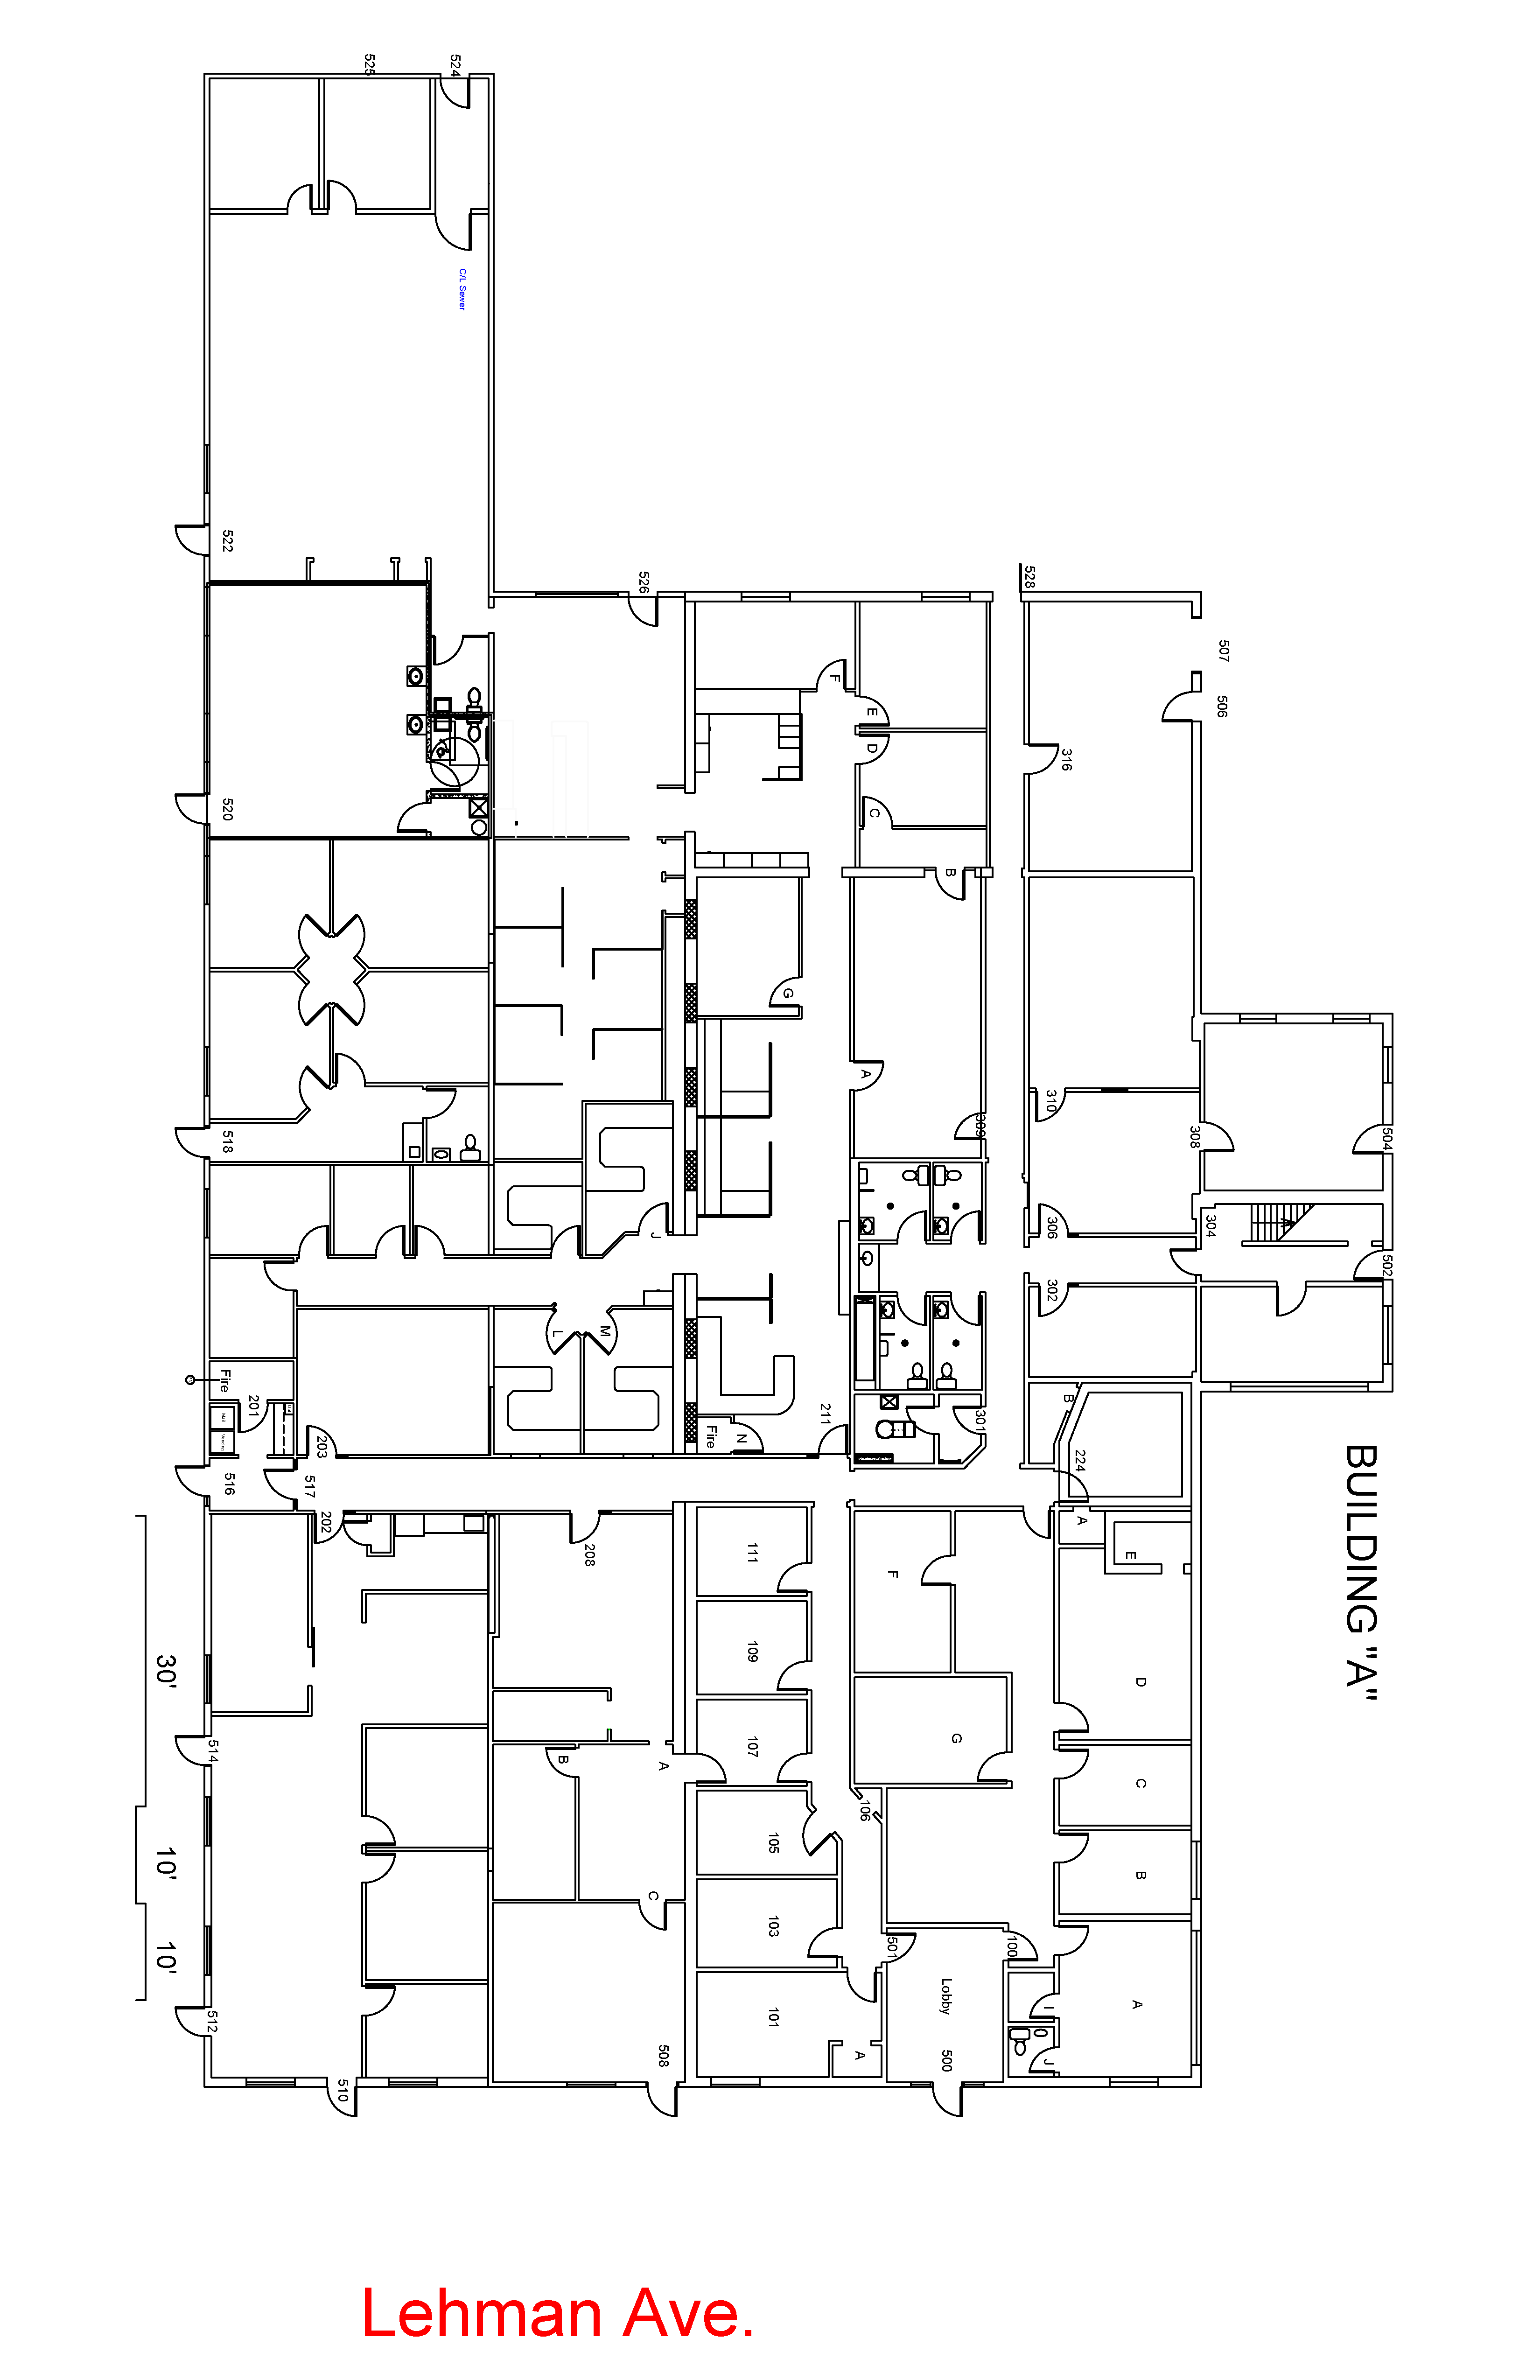 525
524
C/L Sewer
522
526
528
507
506
316
F
E
D
C
520
B
G
A
309
310
308
504
518
306
304
502
J
302
L
M
Fire
201
203
211
N
Fire
301
B
224
516
517
202
208
BUILDING "A"
111
F
A
E
109
D
30'
107
G
C
514
B
A
106
105
B
10'
C
103
501
100
10'
101
Lobby
A
I
512
508
A
500
J
510
Lehman Ave.